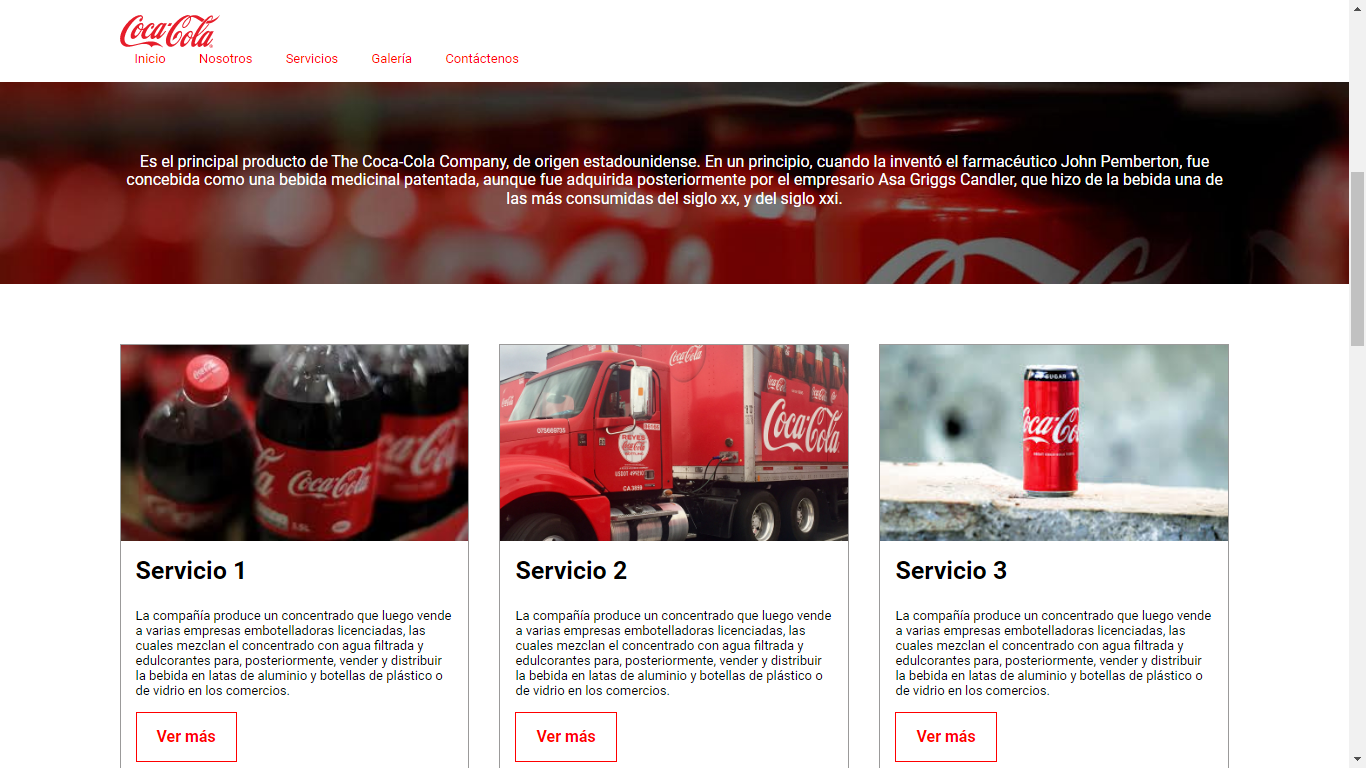 Coca-Cola
Inicio Nosotros Servicios Galería Contáctenos
Es el principal producto de The Coca-Cola Company, de origen estadounidense. En un principio, cuando la inventó el farmacéutico John Pemberton, fue
concebida como una bebida medicinal patentada, aunque fue adquirida posteriormente por el empresario Asa Griggs Candler, que hizo de la bebida una de
las más consumidas del siglo xx, y del siglo xxi.
Coca-Cola
Coca-Cola
Coca-Cola
REYES
CA 3859
SUGAR
Coca-Co
Servicio 1
La compañía produce un concentrado que luego vende
a varias empresas embotelladoras licenciadas, las
cuales mezclan el concentrado con agua filtrada y
edulcorantes para, posteriormente, vender y distribuir
la bebida en latas de aluminio y botellas de plástico o
de vidrio en los comercios.
Ver más
Servicio 2
La compañía produce un concentrado que luego vende
a varias empresas embotelladoras licenciadas, las
cuales mezclan el concentrado con agua filtrada y
edulcorantes para, posteriormente, vender y distribuir
la bebida en latas de aluminio y botellas de plástico o
de vidrio en los comercios.
Ver más
Servicio 3
La compañía produce un concentrado que luego vende
a varias empresas embotelladoras licenciadas, las
cuales mezclan el concentrado con agua filtrada y
edulcorantes para, posteriormente, vender y distribuir
la bebida en latas de aluminio y botellas de plástico o
de vidrio en los comercios.
Ver más